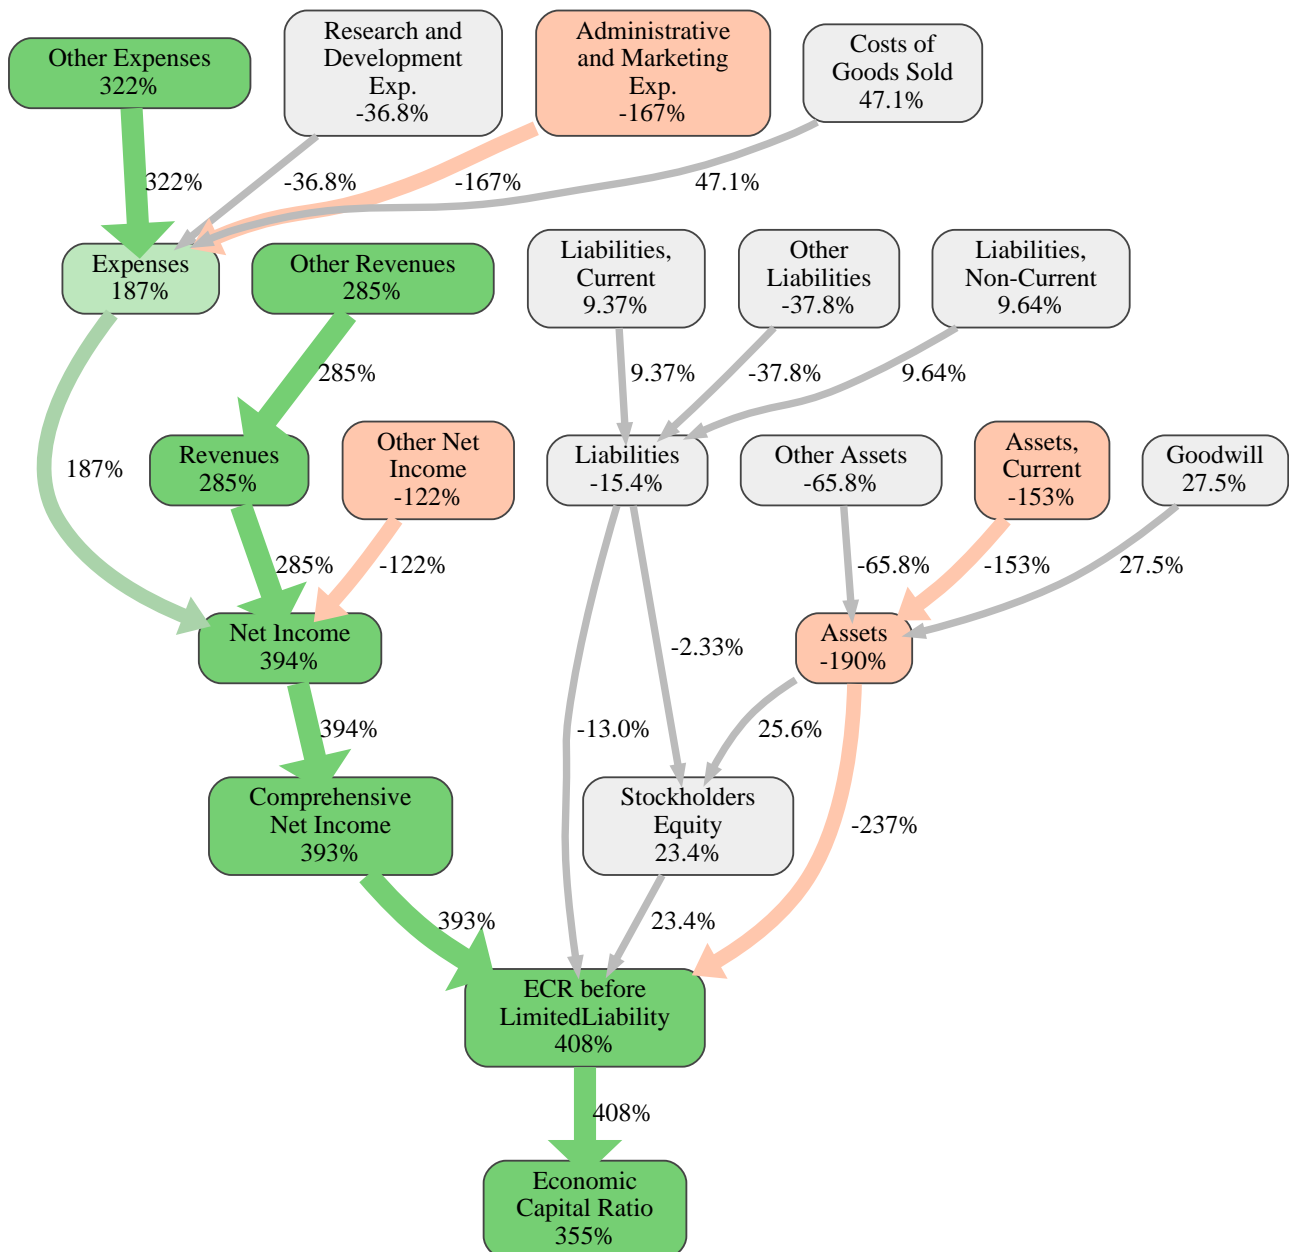 Other Expenses
322%
Research and
Development
Exp.
-36.8%
Administrative
and Marketing
Exp.
-167%
Costs of
Goods Sold
47.1%
322%
-36.8%
-167%
47.1%
Expenses
187%
Other Revenues
285%
Liabilities,
Current
9.37%
Other
Liabilities
-37.8%
Liabilities,
Non-Current
9.64%
285%
9.37%
-37.8%
9.64%
187%
Revenues
285%
Other Net
Income
-122%
Liabilities
-15.4%
Other Assets
-65.8%
Assets,
Current
-153%
Goodwill
27.5%
285%
-122%
-65.8%
-153%
27.5%
Net Income
394%
-2.33%
Assets
-190%
394%
-13.0%
25.6%
Comprehensive
Net Income
393%
Stockholders
Equity
23.4%
-237%
393%
23.4%
ECR before
LimitedLiability
408%
408%
Economic
Capital Ratio
355%